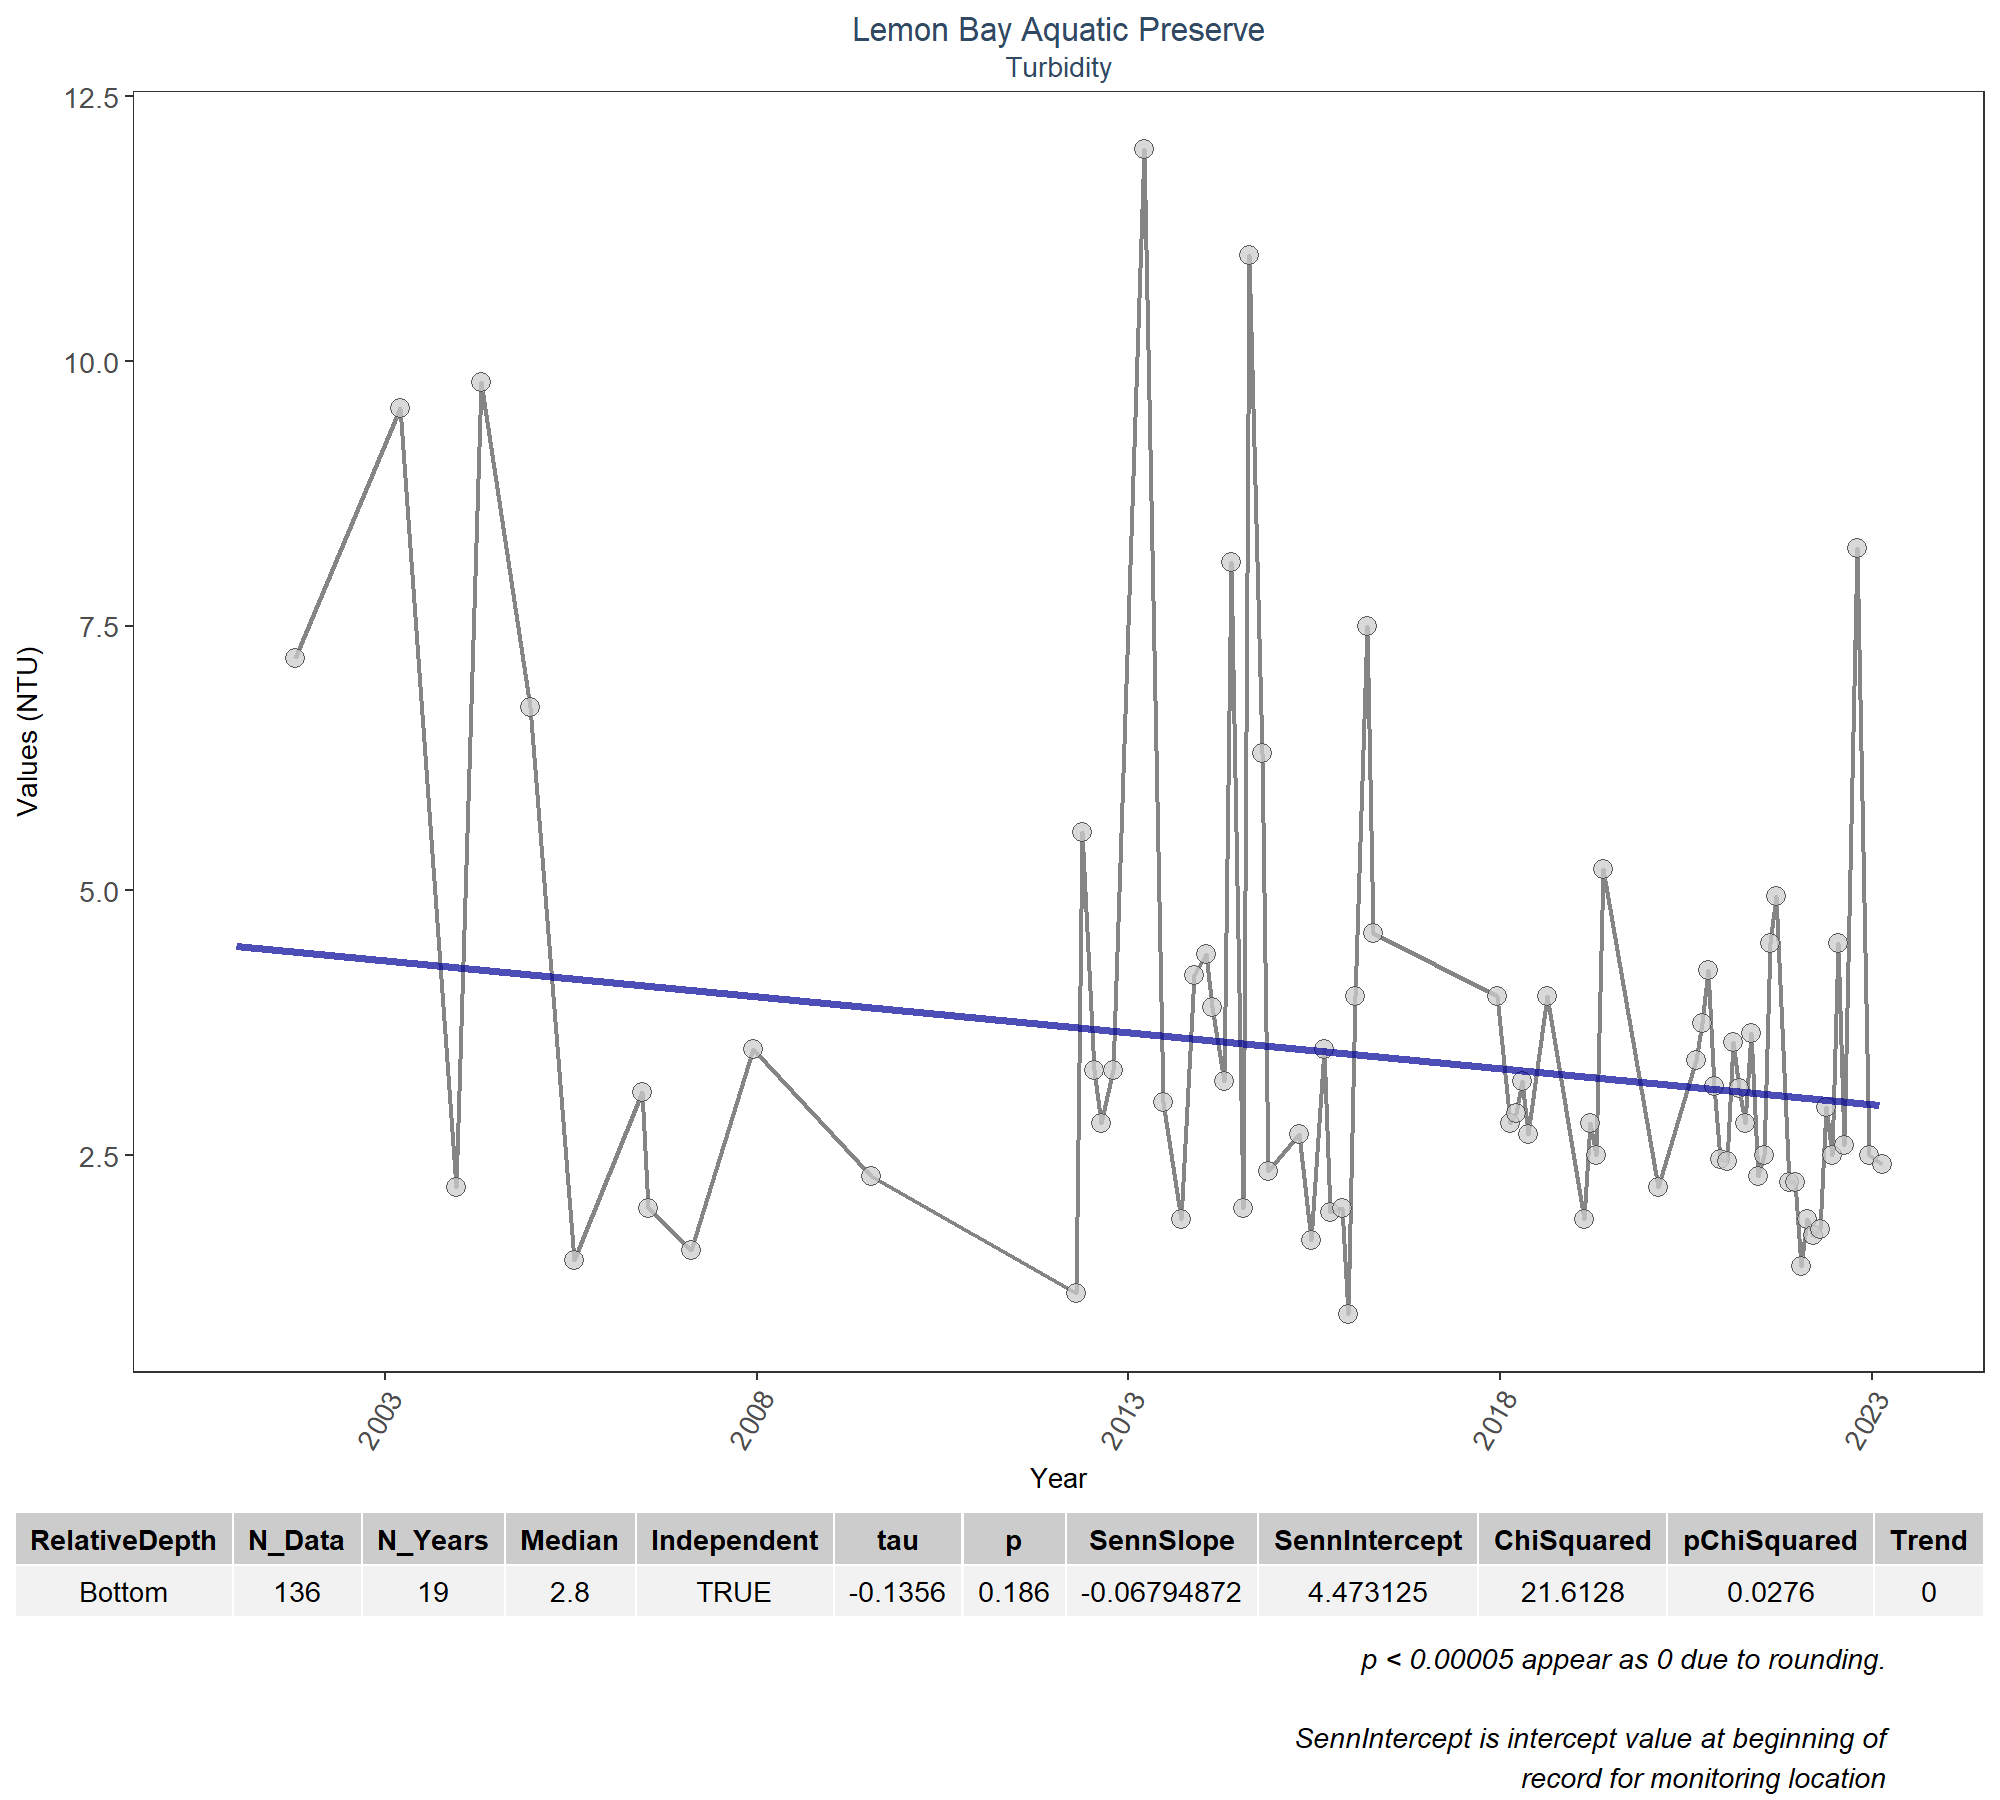 Lemon Bay Aquatic Preserve
Turbidity
12.5
10.0
7.5
5.0
2.5
Values (NTU)
2003 2008 2013 2018 2023
Year
RelativeDepth N_Data N_Years Median Independent tau p SennSlope SennIntercept ChiSquared pChiSquared Trend
Bottom 136 19 2.8 TRUE -0.1356 0.186 -0.06794872 4.473125 21.6128 0.0276 0
p < 0.00005 appear as 0 due to rounding.
SennIntercept is intercept value at beginning of
record for monitoring location